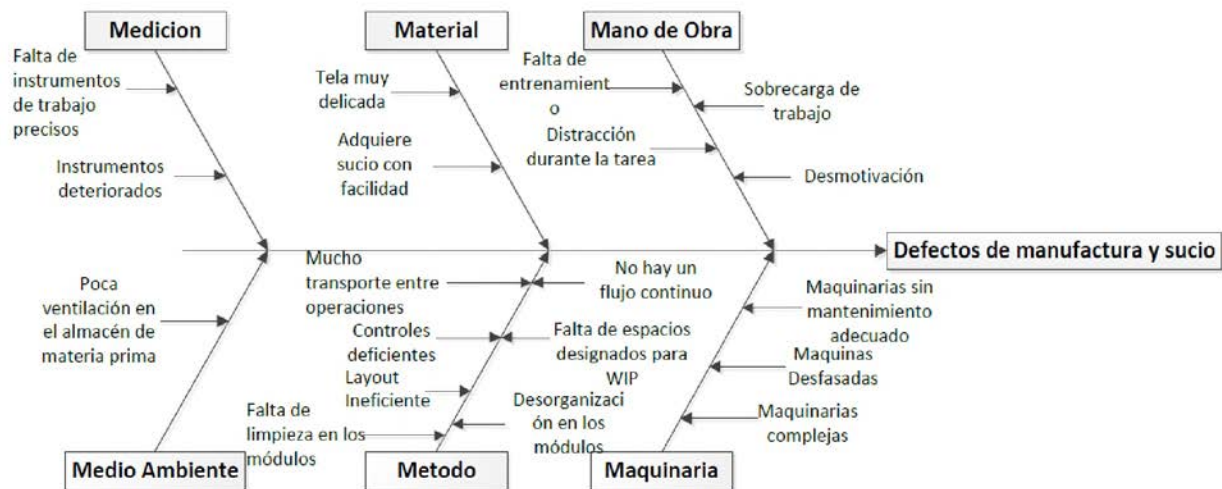 Medicion
Material
Mano de Obra
Falta de
instrumentos
de trabajo
precisos
Instrumentos
deteriorados
Tela muy
delicada
Adquiere
sucio con
facilidad
Falta de
entrenamient
o
Distracción
durante la tarea
Sobrecarga de
trabajo
Desmotivación
Defectos de manufactura y sucio
Poca
ventilación en
el almacén de
materia prima
Mucho
transporte entre
operaciones
Controles
deficientes
Layout
Ineficiente
Falta de
limpieza en los
módulos
No hay un
flujo continuo
Falta de espacios
designados para
WIP
Desorganizaci
ón en los
módulos
Maquinarias sin
mantenimiento
adecuado
Maquinas
Desfasadas
Maquinarias
complejas
Medio Ambiente
Metodo
Maquinaria